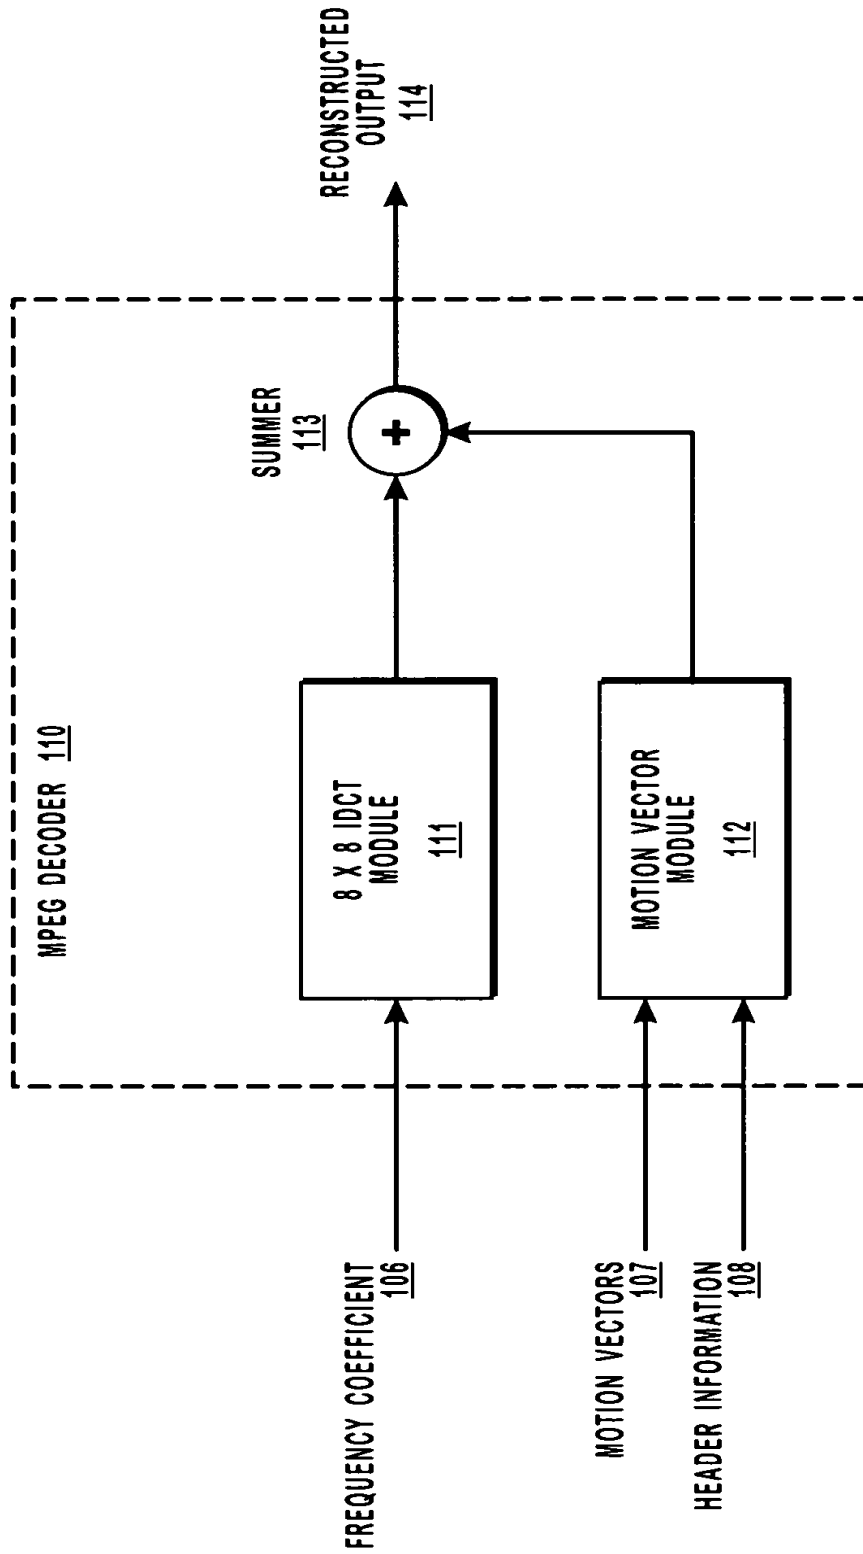 MPEG DECODER 110
FREQUENCY COEFFICIENT
106
8 X 8 IDCT
MODULE
111
SUMMER
113
+
RECONSTRUCTED
OUTPUT
114
MOTION VECTORS
107
HEADER INFORMATION
108
MOTION VECTOR
MODULE
112